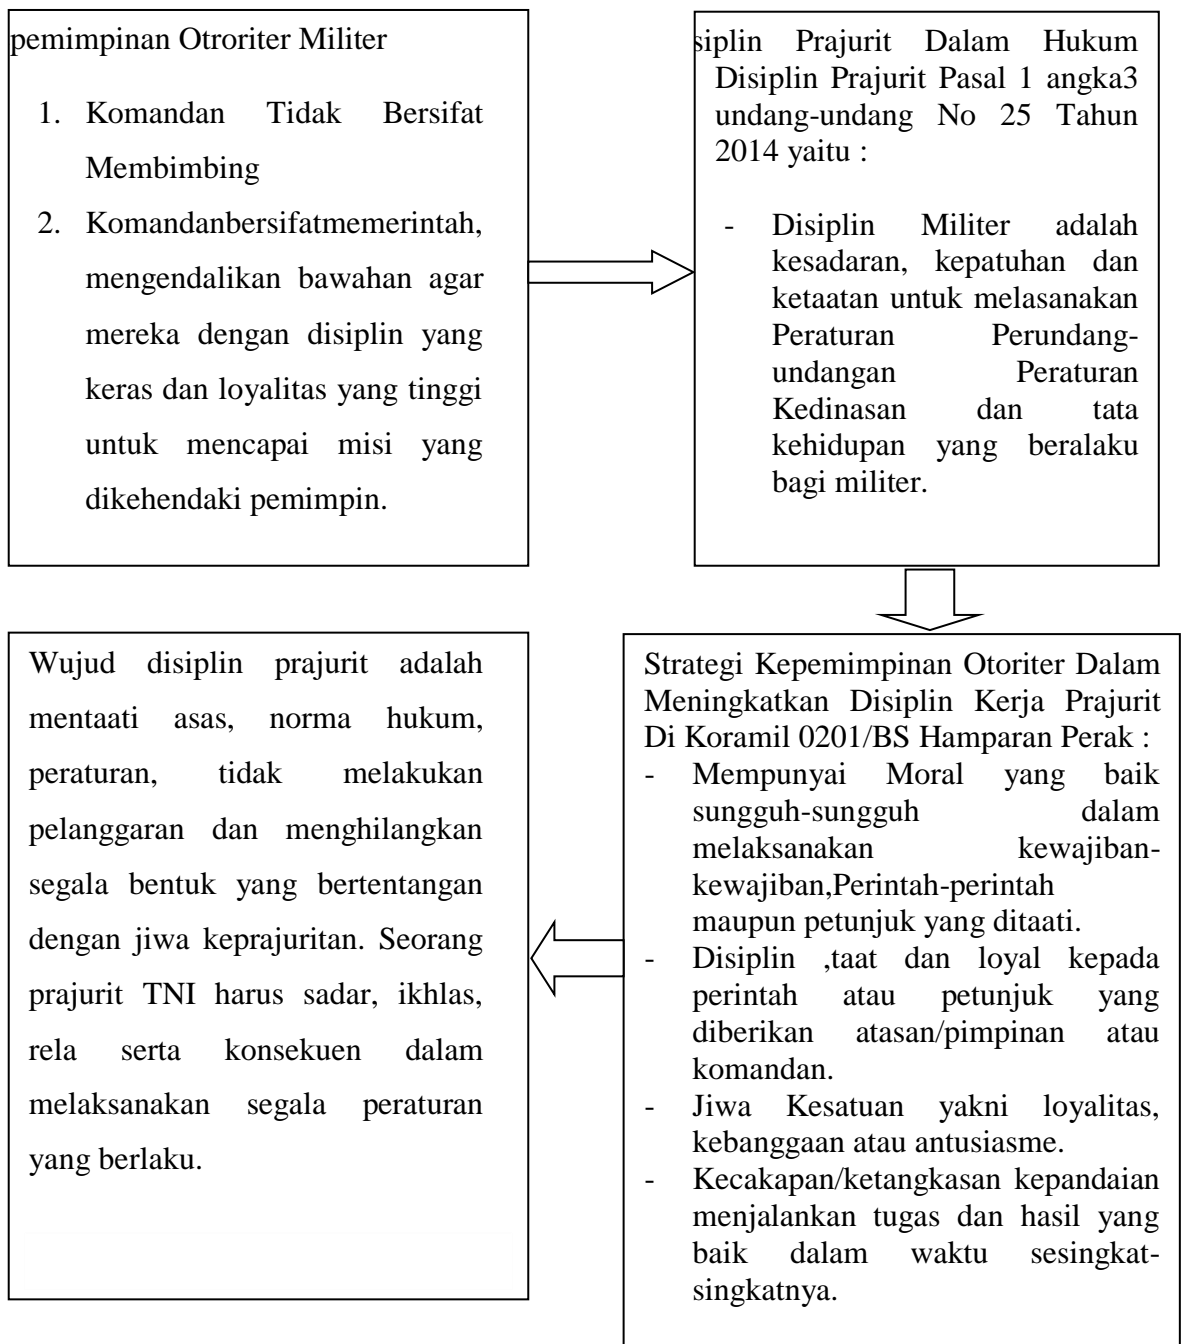 pemimpinan Otroriter Militer
1. Komandan Tidak Bersifat
Membimbing
2. Komandanbersifatmemerintah,
mengendalikan bawahan agar
mereka dengan disiplin yang
keras dan loyalitas yang tinggi
untuk mencapai misi yang
dikehendaki pemimpin.
siplin Prajurit Dalam Hukum
Disiplin Prajurit Pasal 1 angka3
undang-undang No 25 Tahun
2014 yaitu :
- Disiplin Militer adalah
kesadaran, kepatuhan dan
ketaatan untuk melasanakan
Peraturan Perundang-
undangan Peraturan
Kedinasan dan tata
kehidupan yang beralaku
bagi militer.
Strategi Kepemimpinan Otoriter Dalam
Meningkatkan Disiplin Kerja Prajurit
Di Koramil 0201/BS Hamparan Perak :
- Mempunyai Moral yang baik
sungguh-sungguh dalam
melaksanakan kewajiban-
kewajiban,Perintah-perintah
maupun petunjuk yang ditaati.
- Disiplin ,taat dan loyal kepada
perintah atau petunjuk yang
diberikan atasan/pimpinan atau
komandan.
- Jiwa Kesatuan yakni loyalitas,
kebanggaan atau antusiasme.
- Kecakapan/ketangkasan kepandaian
menjalankan tugas dan hasil yang
baik dalam waktu sesingkat-
singkatnya.
Wujud disiplin prajurit adalah
mentaati asas, norma hukum,
peraturan, tidak melakukan
pelanggaran dan menghilangkan
segala bentuk yang bertentangan
dengan jiwa keprajuritan. Seorang
prajurit TNI harus sadar, ikhlas,
rela serta konsekuen dalam
melaksanakan segala peraturan
yang berlaku.